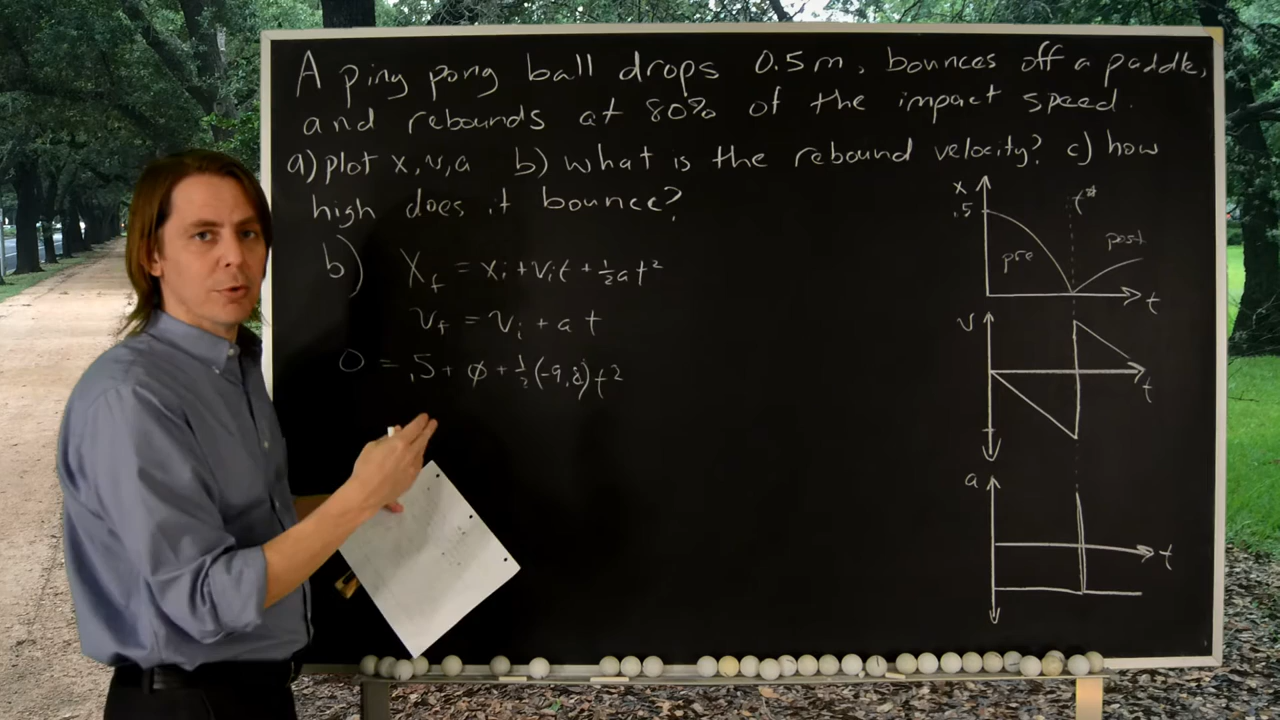 A ping pong ball drops 0.5m, bounces off a paddle,
and rebounds at 80% of the impact speed.
a) plot x, v, a b) what is the rebound velocity? c) how
high does it bounce?
b) X_f = x_i + v_i t + ½ a t²
v_f = v_i + a t
0 = .5 + ϕ + ½ (-9.8) t²
x
.5
t*
pre
post
t
v
t
a
t